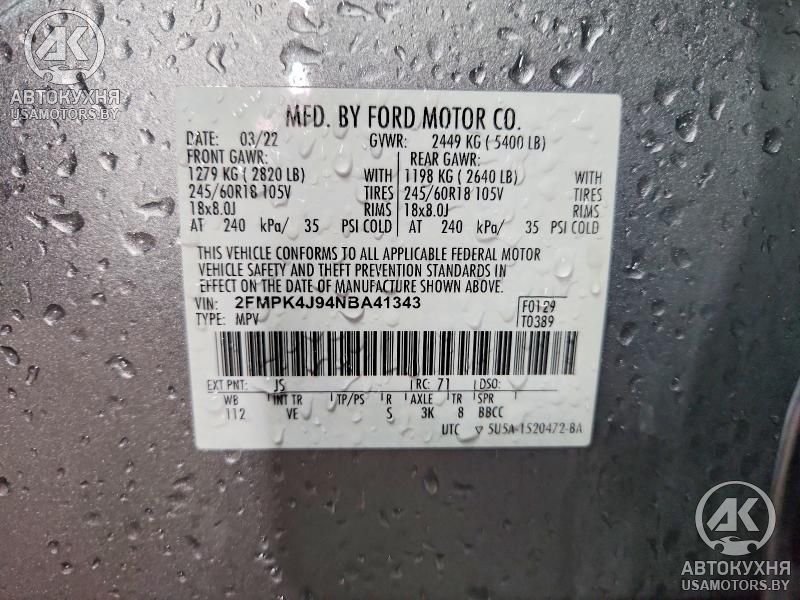 АК
АВТОКУХНЯ
USAMOTORS.BY
MFD. BY FORD MOTOR CO.
DATE: 03/22 GVWR: 2449 KG ( 5400 LB)
FRONT GAWR: REAR GAWR:
1279 KG ( 2820 LB) WITH 1198 KG ( 2640 LB) WITH
245/60R18 105V TIRES 245/60R18 105V TIRES
18x8.0J RIMS 18x8.0J RIMS
AT 240 kPa/ 35 PSI COLD AT 240 kPa/ 35 PSI COLD
THIS VEHICLE CONFORMS TO ALL APPLICABLE FEDERAL MOTOR
VEHICLE SAFETY AND THEFT PREVENTION STANDARDS IN
EFFECT ON THE DATE OF MANUFACTURE SHOWN ABOVE.
VIN: 2FMPK4J94NBA41343 F0129
TYPE: MPV T0389
EXT PNT: JS RC: 71 DSO:
WB INT TR TP/PS R AXLE TR SPR
112 VE S 3K 8 BBCC
UTC ▽ 5U5A-1520472-BA
АК
АВТОКУХНЯ
USAMOTORS.BY